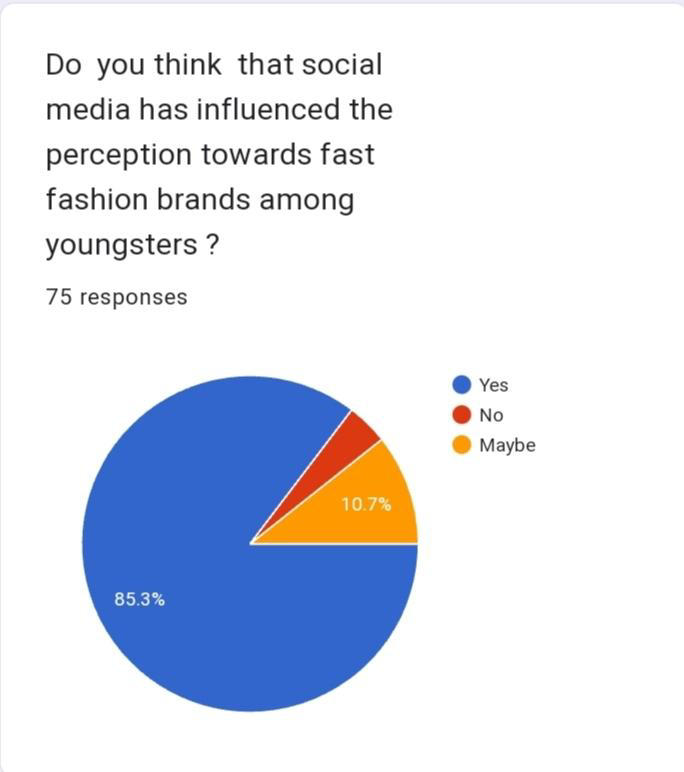 Do  you think  that social
media has influenced the
perception towards fast
fashion brands among
youngsters ?
75 responses
Yes
No
Maybe
10.7%
85.3%